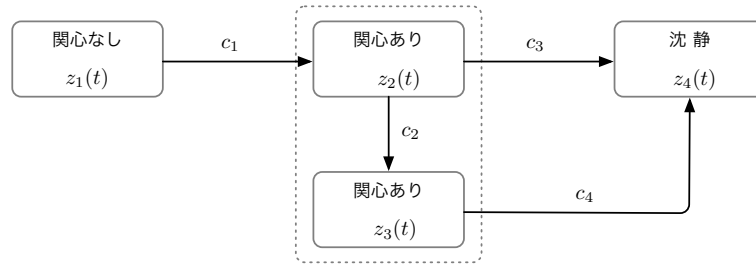 関心なし
z₁(t)
c₁
関心あり
z₂(t)
c₃
沈 静
z₄(t)
c₂
関心あり
z₃(t)
c₄